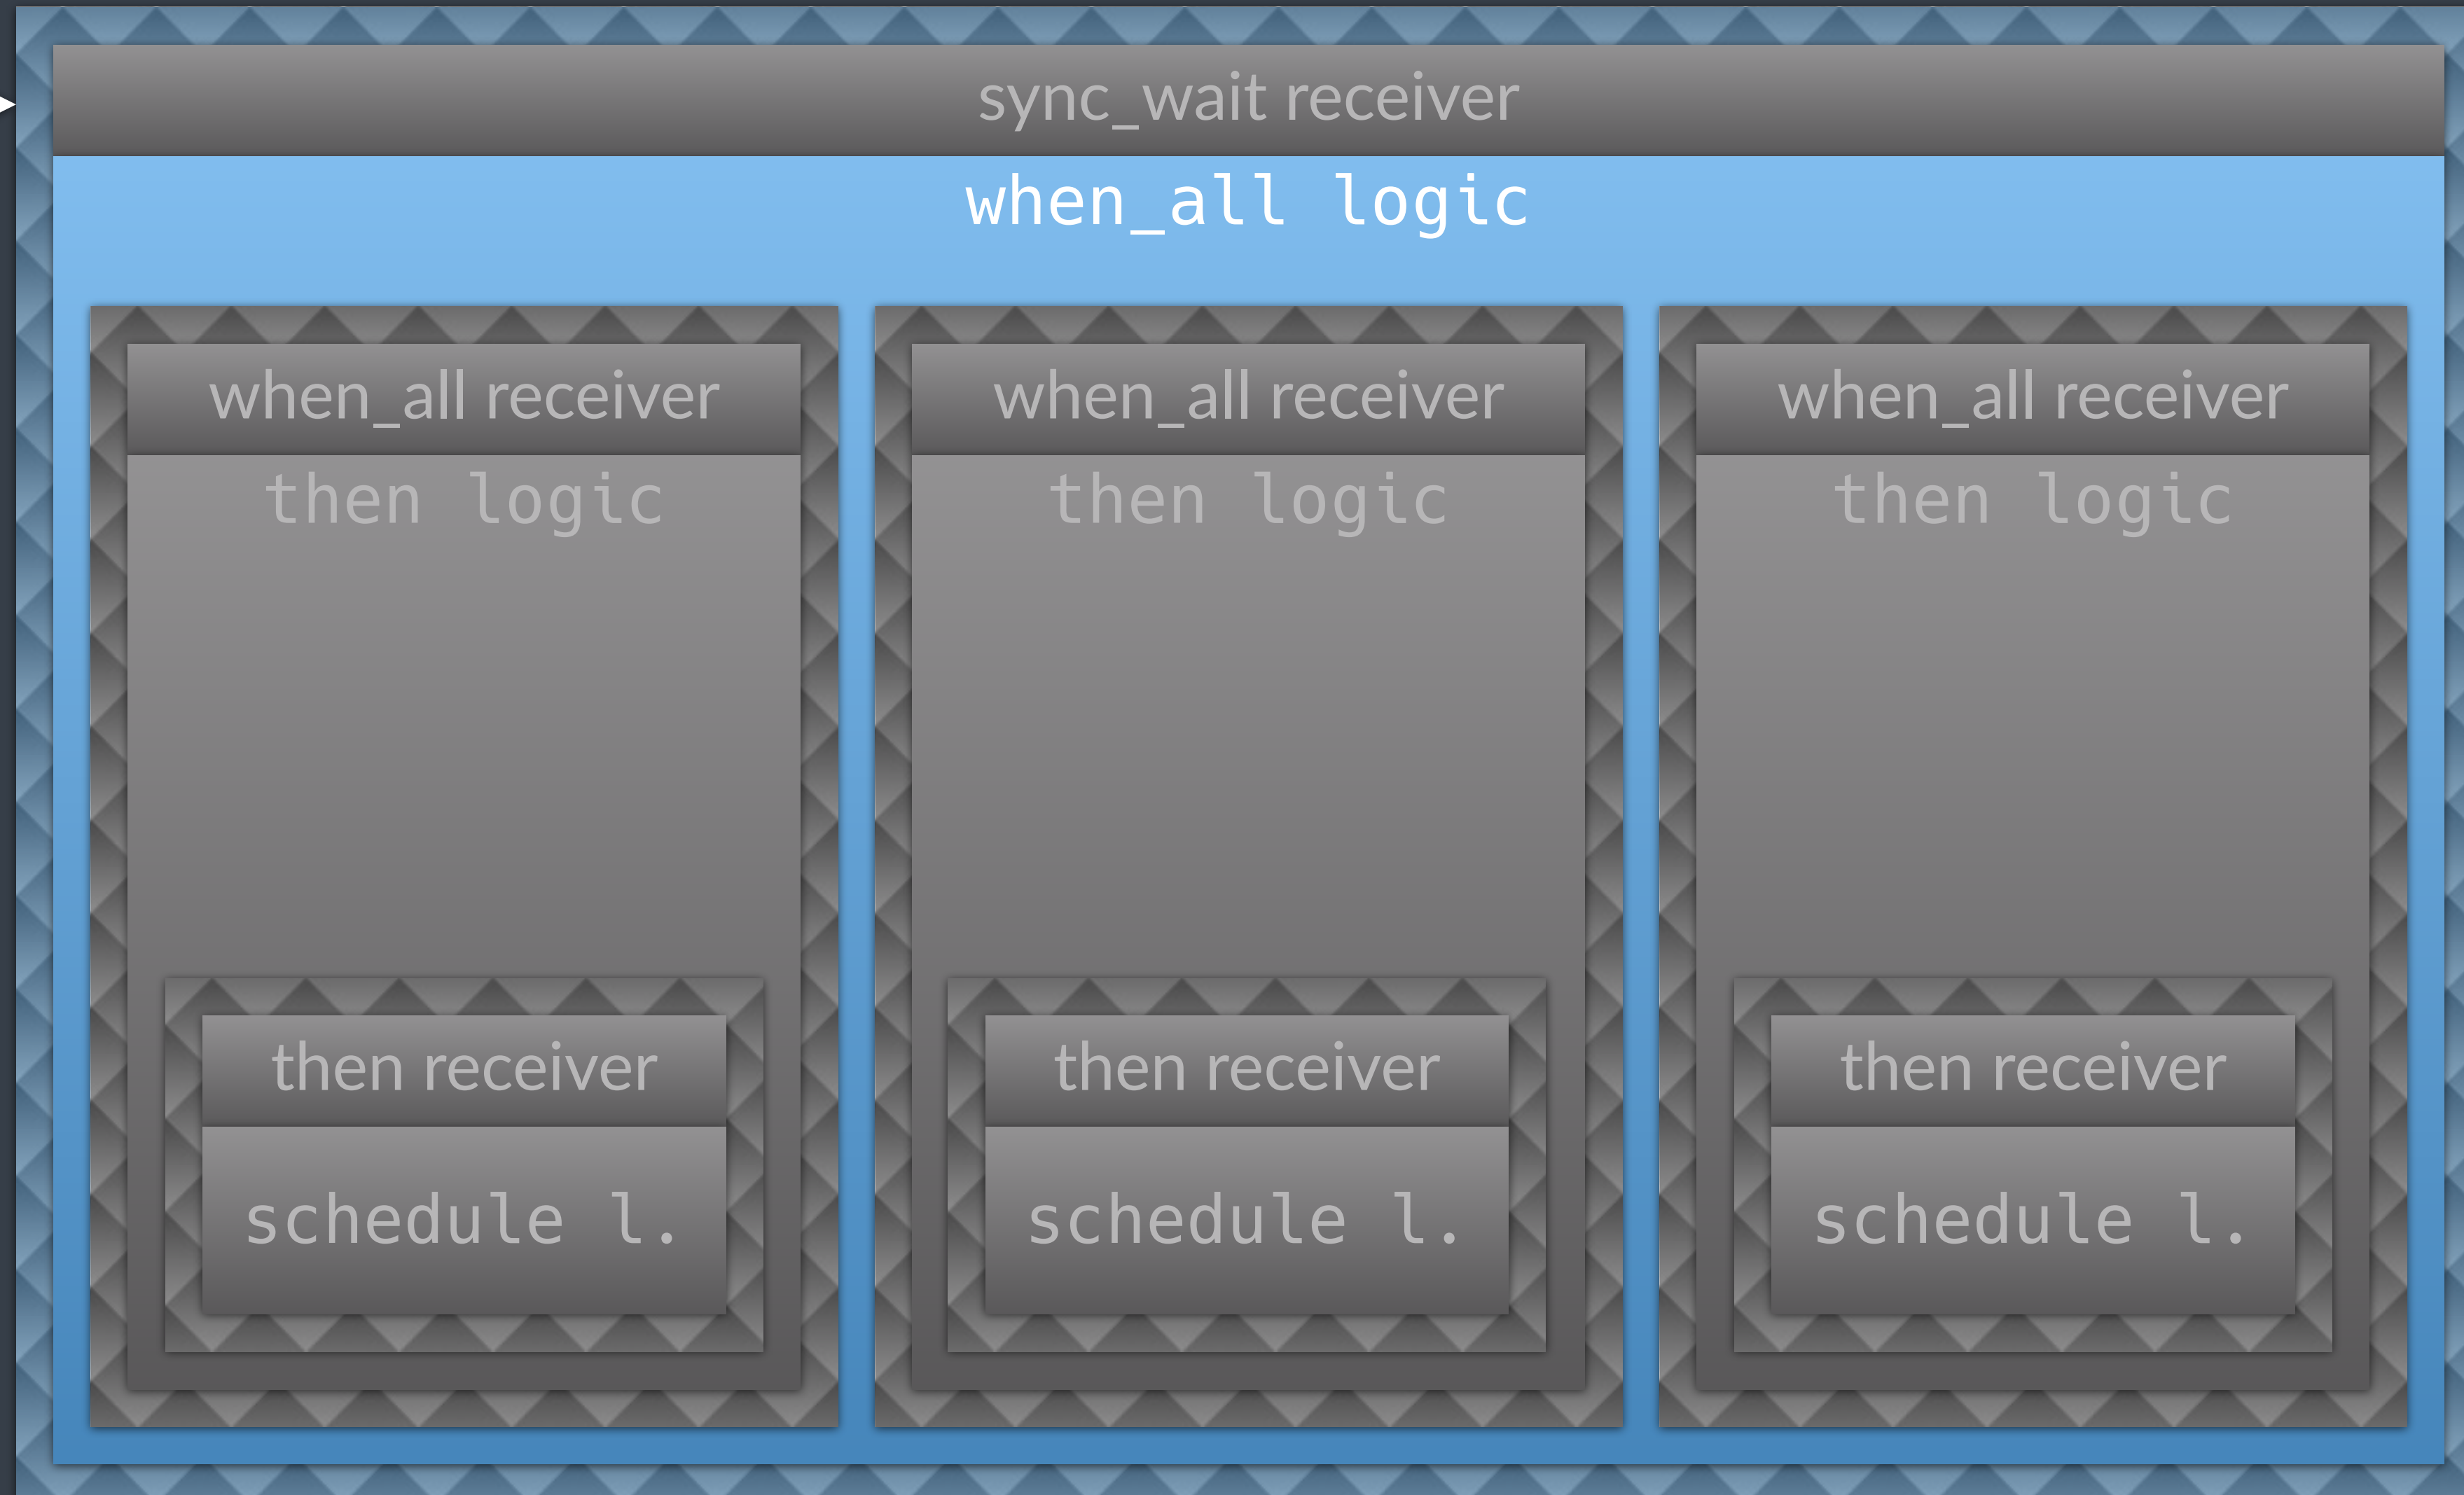 sync_wait receiver
when_all logic
when_all receiver
when_all receiver
when_all receiver
then logic
then logic
then logic
then receiver
then receiver
then receiver
schedule l.
schedule l.
schedule l.